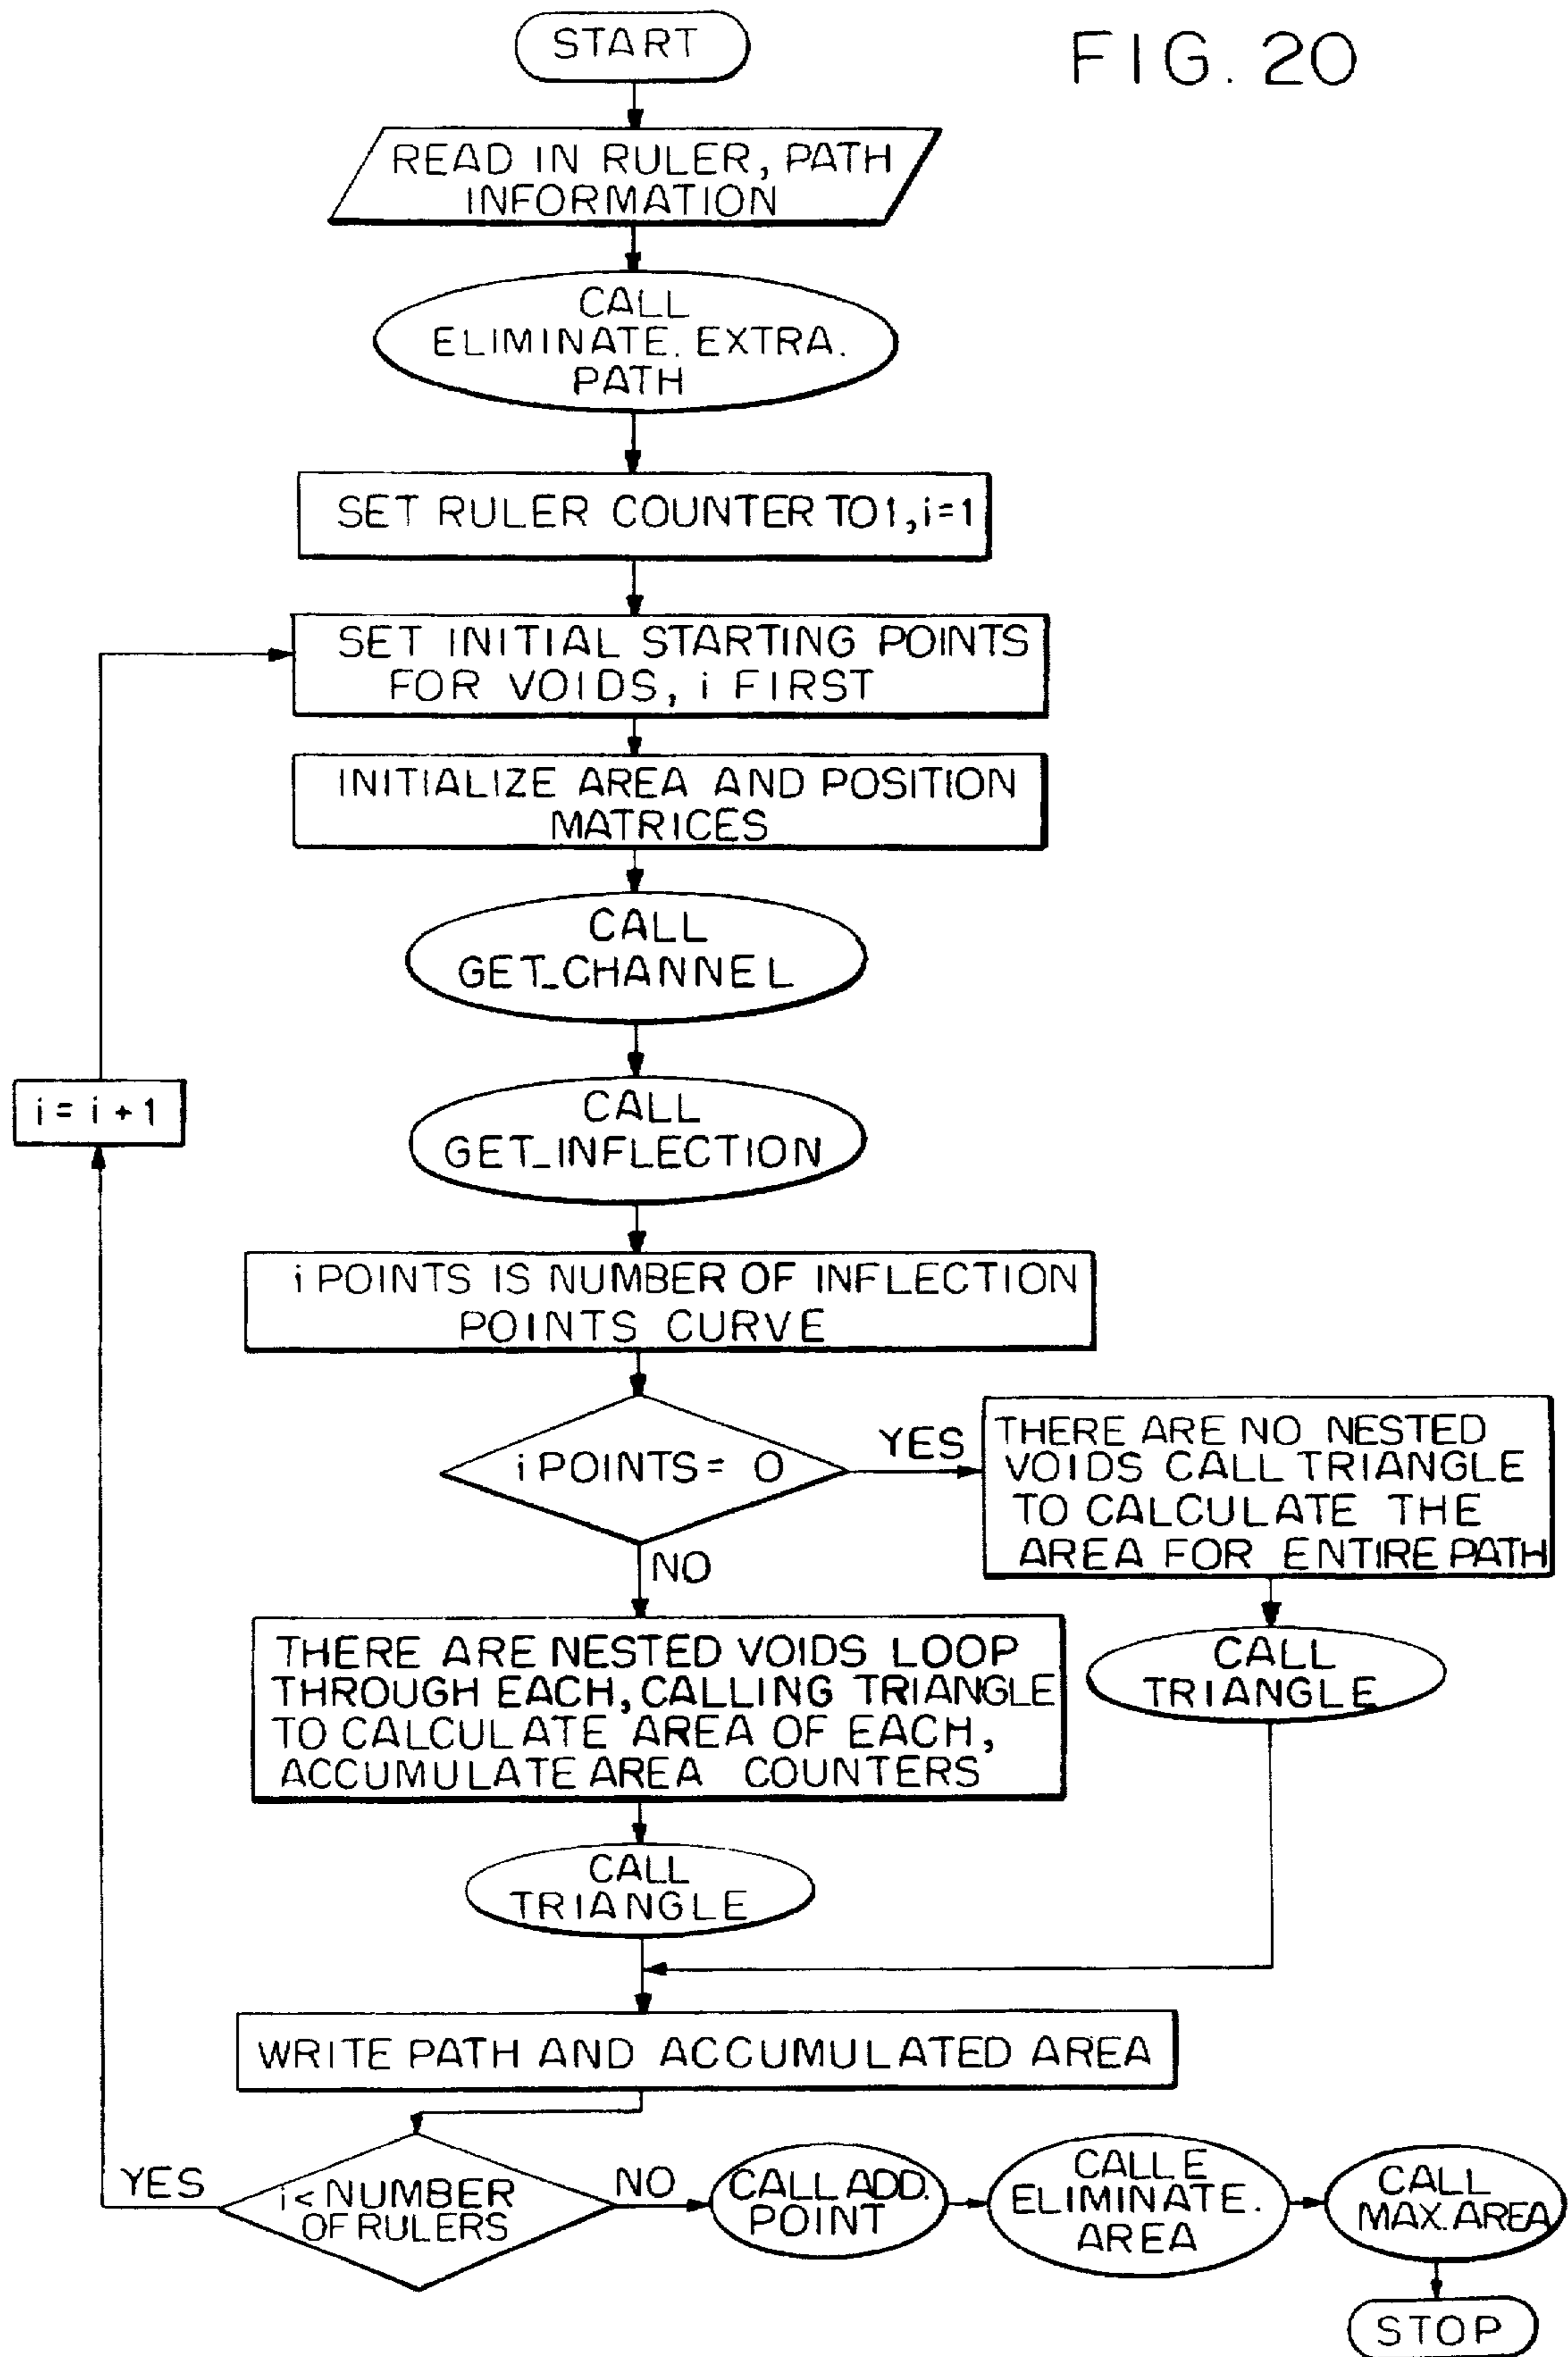 START
FIG. 20
READ IN RULER, PATH
INFORMATION
CALL
ELIMINATE. EXTRA.
PATH
SET RULER COUNTER TO 1, i=1
SET INITIAL STARTING POINTS
FOR VOIDS, i FIRST
INITIALIZE AREA AND POSITION
MATRICES
CALL
GET_CHANNEL
i = i + 1
CALL
GET_INFLECTION
i POINTS IS NUMBER OF INFLECTION
POINTS CURVE
i POINTS = 0
YES
THERE ARE NO NESTED
VOIDS CALL TRIANGLE
TO CALCULATE THE
AREA FOR ENTIRE PATH
NO
THERE ARE NESTED VOIDS LOOP
THROUGH EACH, CALLING TRIANGLE
TO CALCULATE AREA OF EACH,
ACCUMULATE AREA COUNTERS
CALL
TRIANGLE
CALL
TRIANGLE
WRITE PATH AND ACCUMULATED AREA
YES
i < NUMBER
OF RULERS
NO
CALL ADD.
POINT
CALL E
ELIMINATE.
AREA
CALL
MAX. AREA
STOP